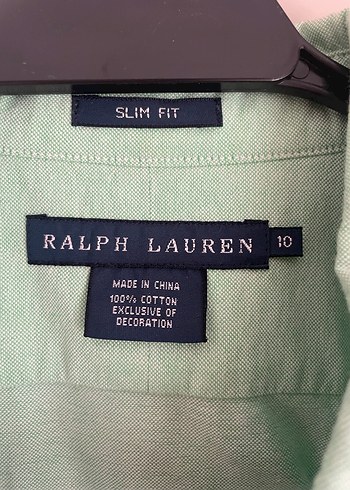 SLIM FIT
RALPH LAUREN 10
MADE IN CHINA
100% COTTON
EXCLUSIVE OF
DECORATION